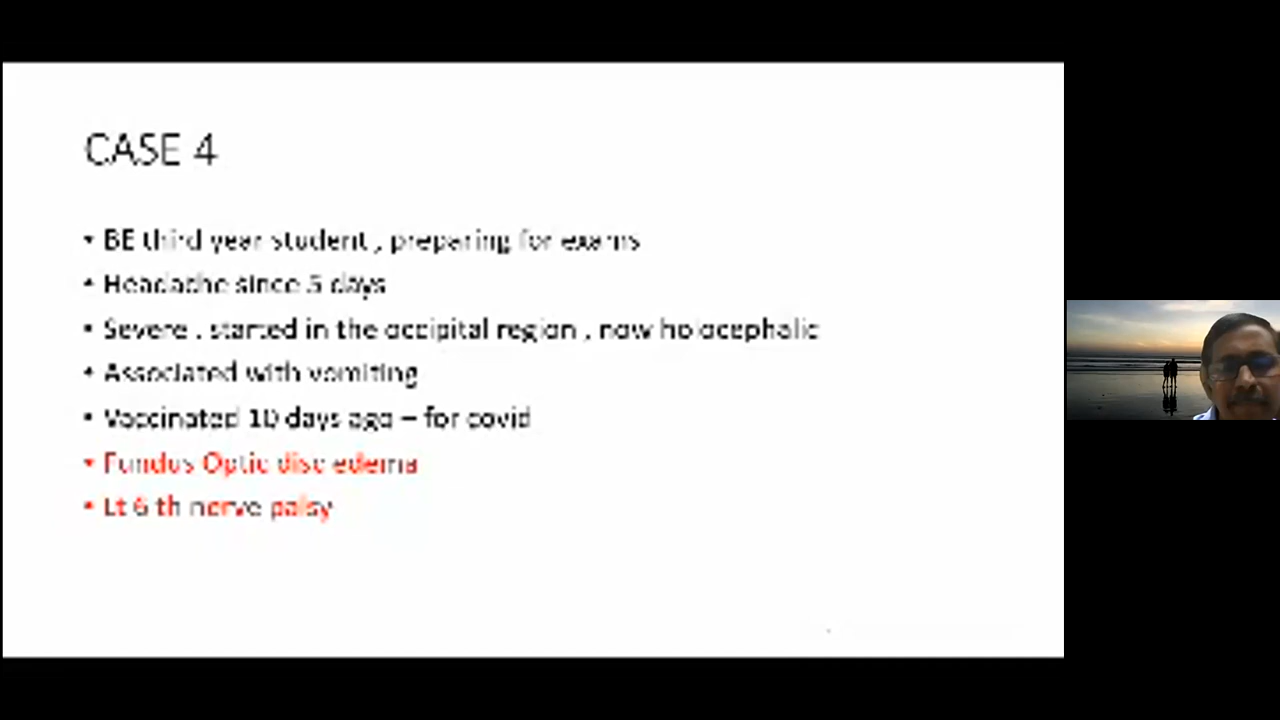 CASE 4
• BE third year student , preparing for exams
• Headache since 5 days
• Severe , started in the occipital region , now holocephalic
• Associated with vomiting
• Vaccinated 10 days ago – for covid
• Fundus Optic disc edema
• Lt 6 th nerve palsy